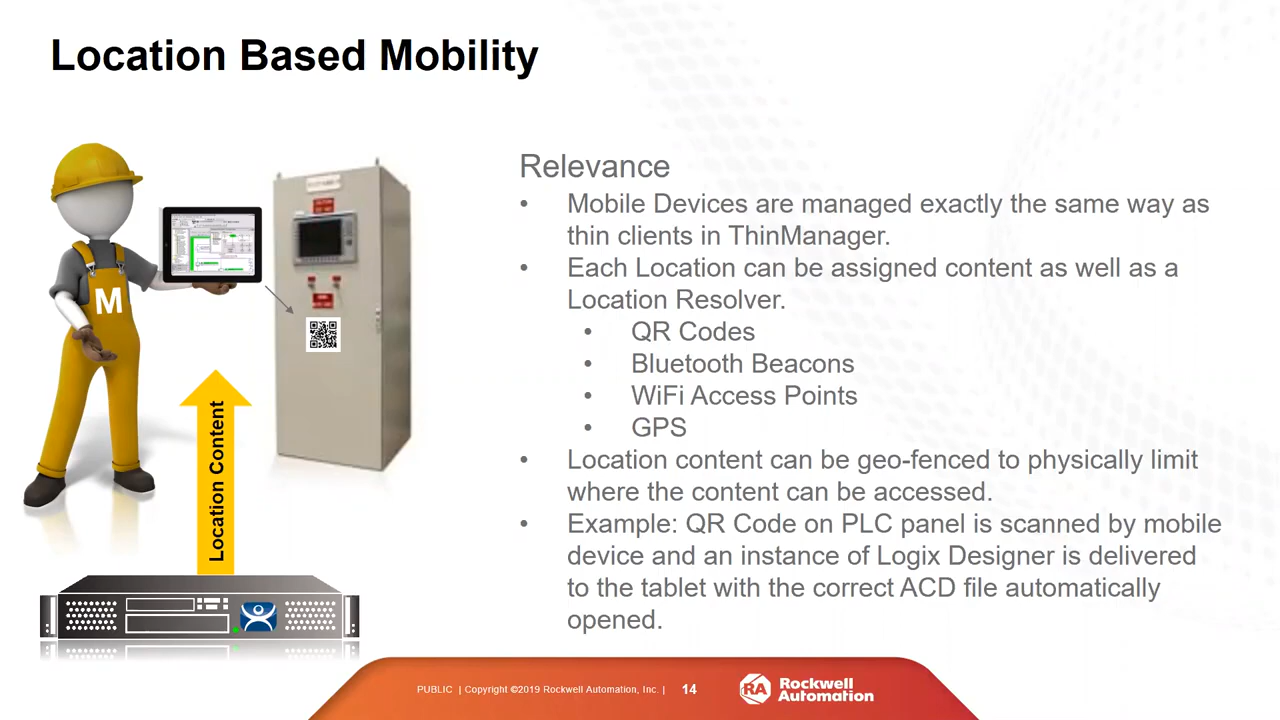 Location Based Mobility
Relevance
• Mobile Devices are managed exactly the same way as
thin clients in ThinManager.
• Each Location can be assigned content as well as a
Location Resolver.
• QR Codes
• Bluetooth Beacons
• WiFi Access Points
• GPS
• Location content can be geo-fenced to physically limit
where the content can be accessed.
• Example: QR Code on PLC panel is scanned by mobile
device and an instance of Logix Designer is delivered
to the tablet with the correct ACD file automatically
opened.
M
Location Content
PUBLIC | Copyright ©2019 Rockwell Automation, Inc. |
14
RA
Rockwell
Automation